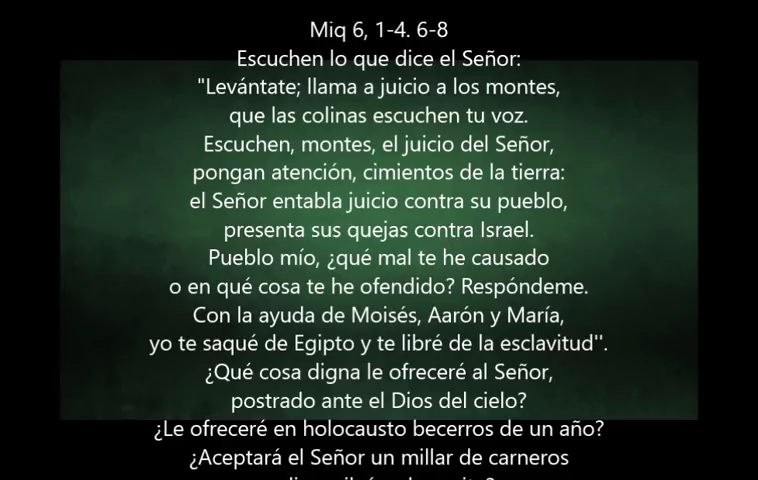 Miq 6, 1-4. 6-8
Escuchen lo que dice el Señor:
"Levántate; llama a juicio a los montes,
que las colinas escuchen tu voz.
Escuchen, montes, el juicio del Señor,
pongan atención, cimientos de la tierra:
el Señor entabla juicio contra su pueblo,
presenta sus quejas contra Israel.
Pueblo mío, ¿qué mal te he causado
o en qué cosa te he ofendido? Respóndeme.
Con la ayuda de Moisés, Aarón y María,
yo te saqué de Egipto y te libré de la esclavitud".
¿Qué cosa digna le ofreceré al Señor,
postrado ante el Dios del cielo?
¿Le ofreceré en holocausto becerros de un año?
¿Aceptará el Señor un millar de carneros